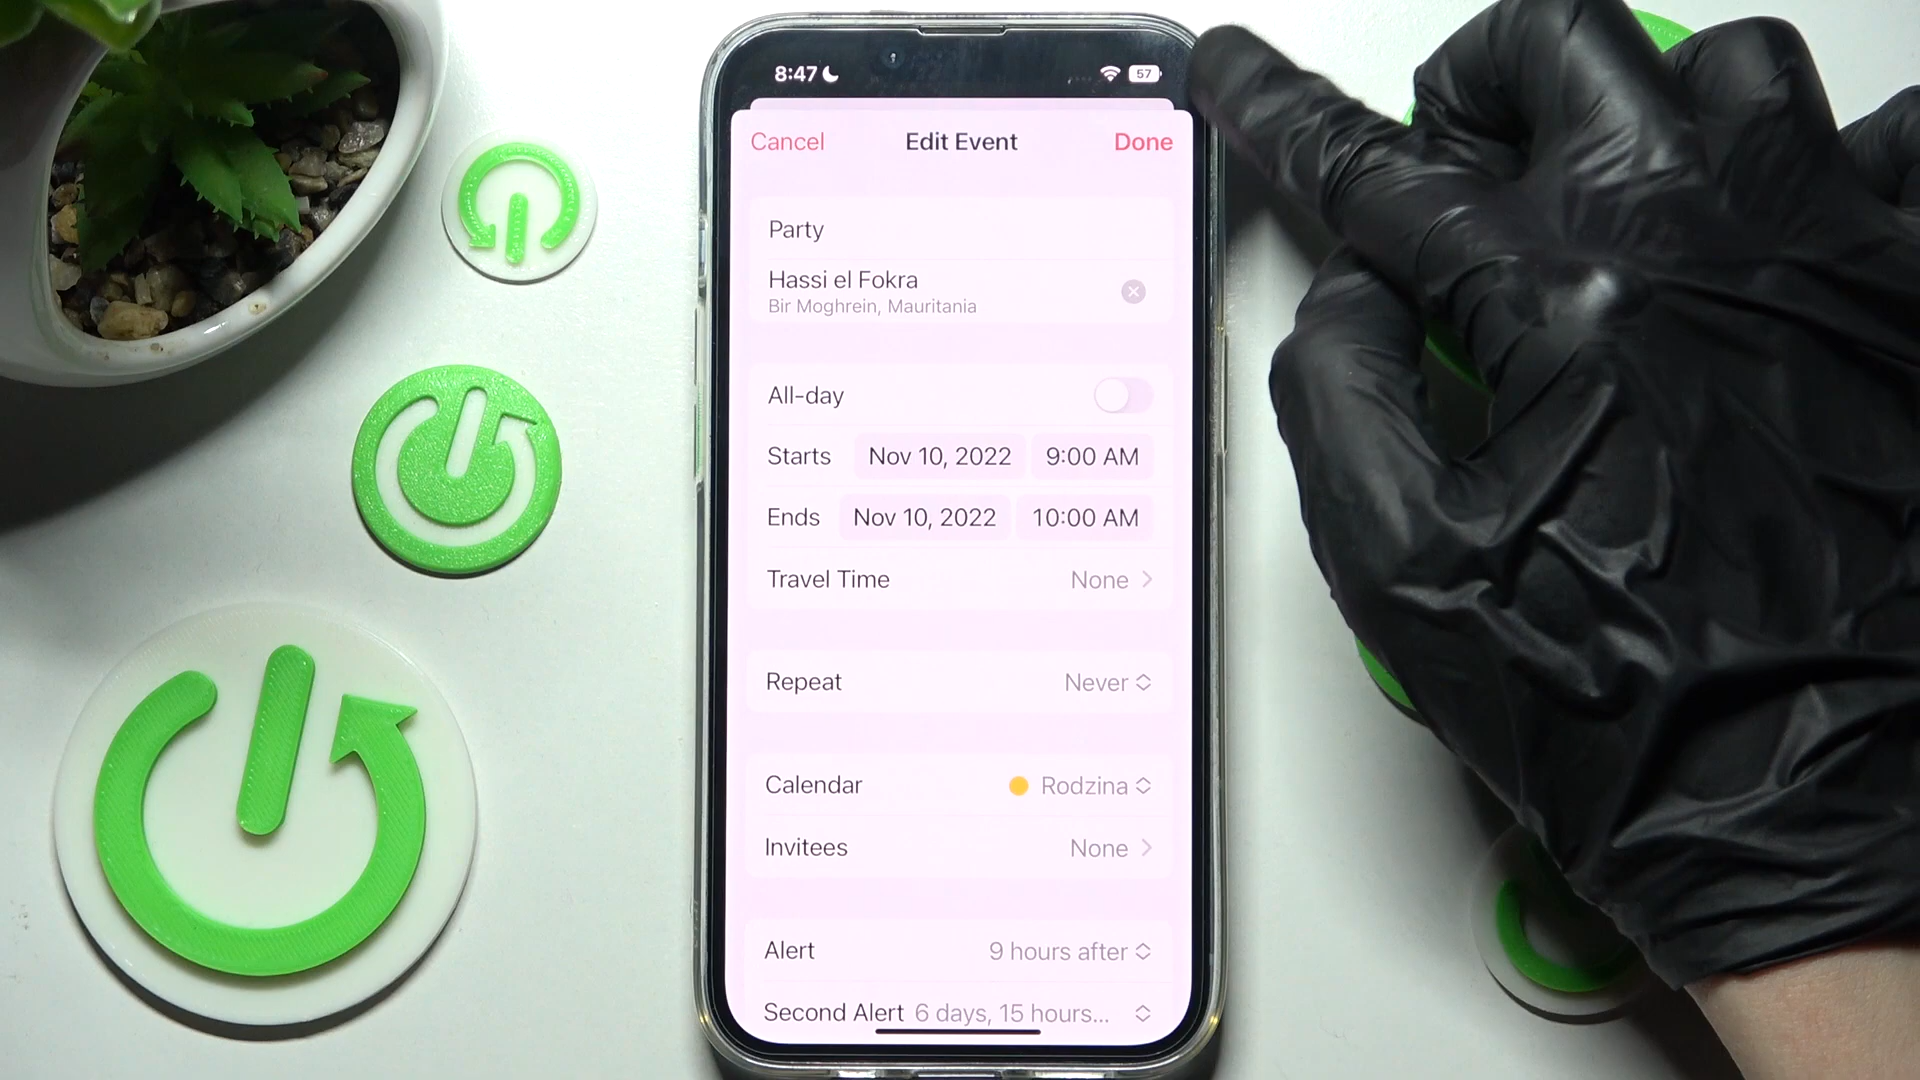 8:47
57
Cancel Edit Event Done
Party
Hassi el Fokra
Bir Moghrein, Mauritania
All-day
Starts Nov 10, 2022 9:00 AM
Ends Nov 10, 2022 10:00 AM
Travel Time None
Repeat Never
Calendar Rodzina
Invitees None
Alert 9 hours after
Second Alert 6 days, 15 hours...